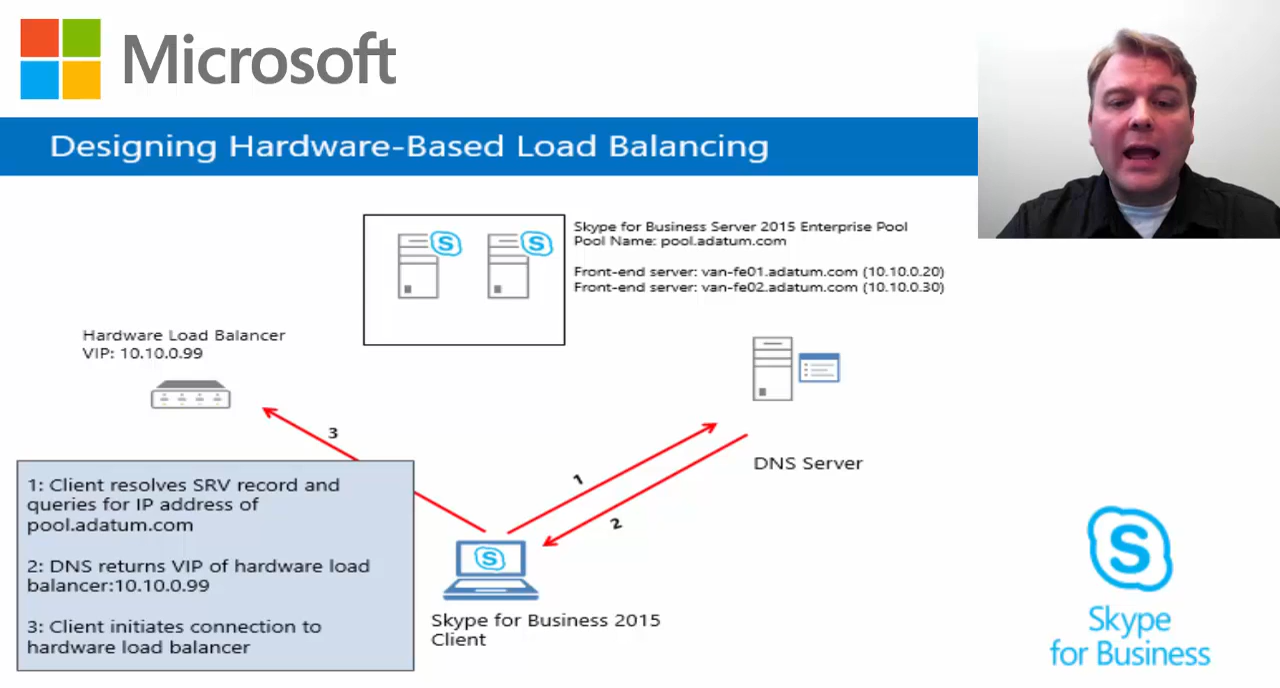 Microsoft
Designing Hardware-Based Load Balancing
Skype for Business Server 2015 Enterprise Pool
Pool Name: pool.adatum.com
Front-end server: van-fe01.adatum.com (10.10.0.20)
Front-end server: van-fe02.adatum.com (10.10.0.30)
Hardware Load Balancer
VIP: 10.10.0.99
3
1
2
DNS Server
1: Client resolves SRV record and
queries for IP address of
pool.adatum.com
2: DNS returns VIP of hardware load
balancer:10.10.0.99
3: Client initiates connection to
hardware load balancer
Skype for Business 2015
Client
Skype
for Business